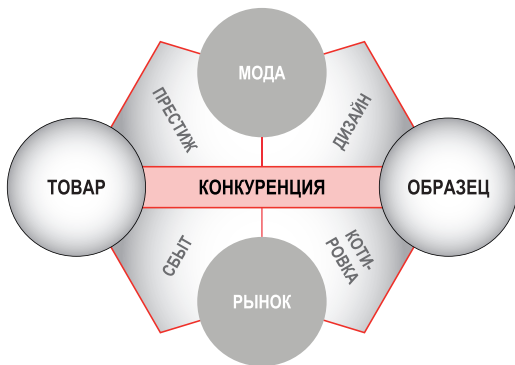 МОДА
ПРЕСТИЖ
ДИЗАЙН
ТОВАР
КОНКУРЕНЦИЯ
ОБРАЗЕЦ
СБЫТ
КОТИ-
РОВКА
РЫНОК